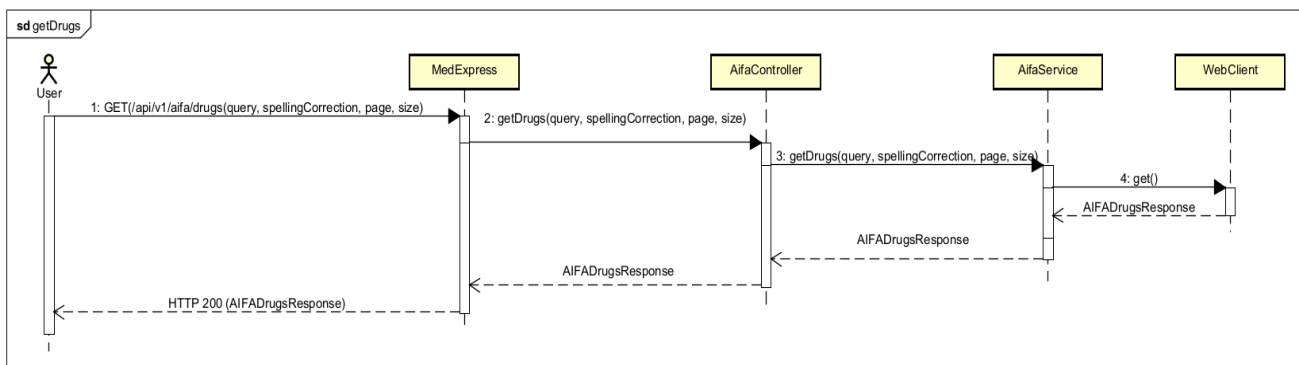 sd getDrugs
User
MedExpress
AifaController
AifaService
WebClient
1: GET(/api/v1/aifa/drugs(query, spellingCorrection, page, size)
2: getDrugs(query, spellingCorrection, page, size)
3: getDrugs(query, spellingCorrection, page, size)
4: get()
AIFADrugsResponse
AIFADrugsResponse
AIFADrugsResponse
HTTP 200 (AIFADrugsResponse)